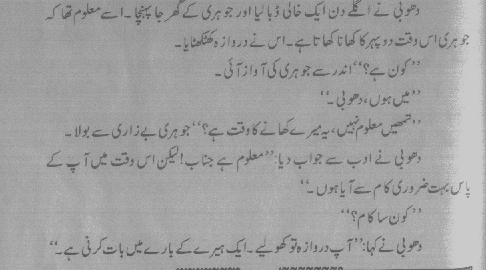 دھوبی نے اگلے دن ایک خالی ڈبا لیا اور جوہری کے گھر جا پہنچا۔ اسے معلوم تھا کہ
جوہری اس وقت دوپہر کا کھانا کھاتا ہے۔ اس نے دروازہ کھٹکھٹایا۔
”کون ہے؟“ اندر سے جوہری کی آواز آئی۔
”میں ہوں، دھوبی۔“
”تمھیں معلوم نہیں، یہ میرے کھانے کا وقت ہے؟“ جوہری بے زاری سے بولا۔
دھوبی نے ادب سے جواب دیا: ”معلوم ہے جناب! لیکن اس وقت میں آپ کے
پاس بہت ضروری کام سے آیا ہوں۔“
”کون سا کام؟“
دھوبی نے کہا: ”آپ دروازہ تو کھولیے۔ ایک ہیرے کے بارے میں بات کرنی ہے۔“